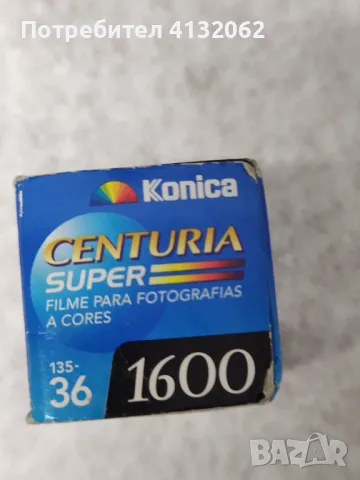 Потребител 4132062
Konica
CENTURIA
SUPER
FILME PARA FOTOGRAFIAS
A CORES
135-
36
1600
BAZAR